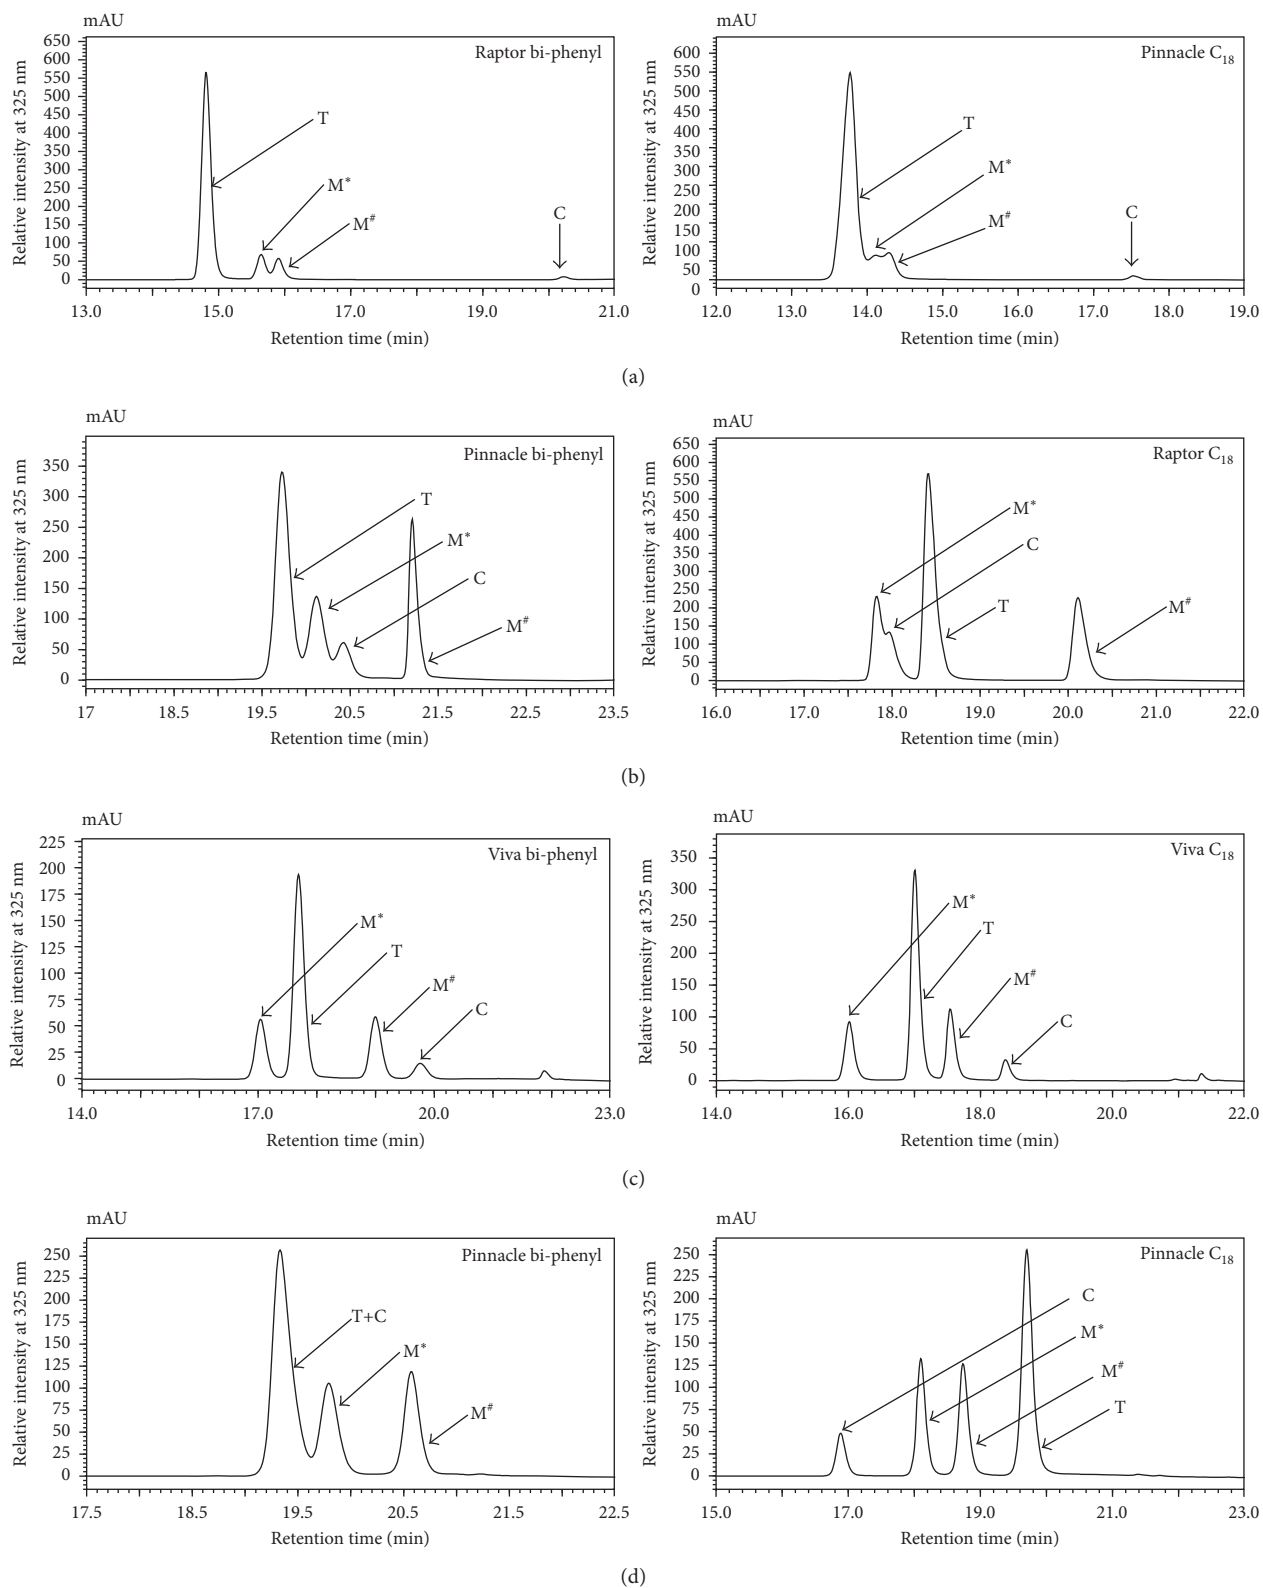 mAU
Raptor bi-phenyl
Relative intensity at 325 nm
650
600
550
500
450
400
350
300
250
200
150
100
50
0
T
M*
M#
C
13.0 15.0 17.0 19.0 21.0
Retention time (min)
mAU
Pinnacle C18
Relative intensity at 325 nm
600
550
500
450
400
350
300
250
200
150
100
50
0
T
M*
M#
C
12.0 13.0 14.0 15.0 16.0 17.0 18.0 19.0
Retention time (min)
(a)
mAU
Pinnacle bi-phenyl
Relative intensity at 325 nm
350
300
250
200
150
100
50
0
T
M*
C
M#
17 18.5 19.5 20.5 21.5 22.5 23.5
Retention time (min)
mAU
Raptor C18
Relative intensity at 325 nm
650
600
550
500
450
400
350
300
250
200
150
100
50
0
M*
C
T
M#
16.0 17.0 18.0 19.0 20.0 21.0 22.0
Retention time (min)
(b)
mAU
Viva bi-phenyl
Relative intensity at 325 nm
225
200
175
150
125
100
75
50
25
0
M*
T
M#
C
14.0 17.0 20.0 23.0
Retention time (min)
mAU
Viva C18
Relative intensity at 325 nm
350
300
250
200
150
100
50
0
M*
T
M#
C
14.0 16.0 18.0 20.0 22.0
Retention time (min)
(c)
mAU
Pinnacle bi-phenyl
Relative intensity at 325 nm
250
225
200
175
150
125
100
75
50
25
0
T+C
M*
M#
17.5 18.5 19.5 20.5 21.5 22.5
Retention time (min)
mAU
Pinnacle C18
Relative intensity at 325 nm
250
225
200
175
150
125
100
75
50
25
0
C
M*
M#
T
15.0 17.0 19.0 21.0 23.0
Retention time (min)
(d)